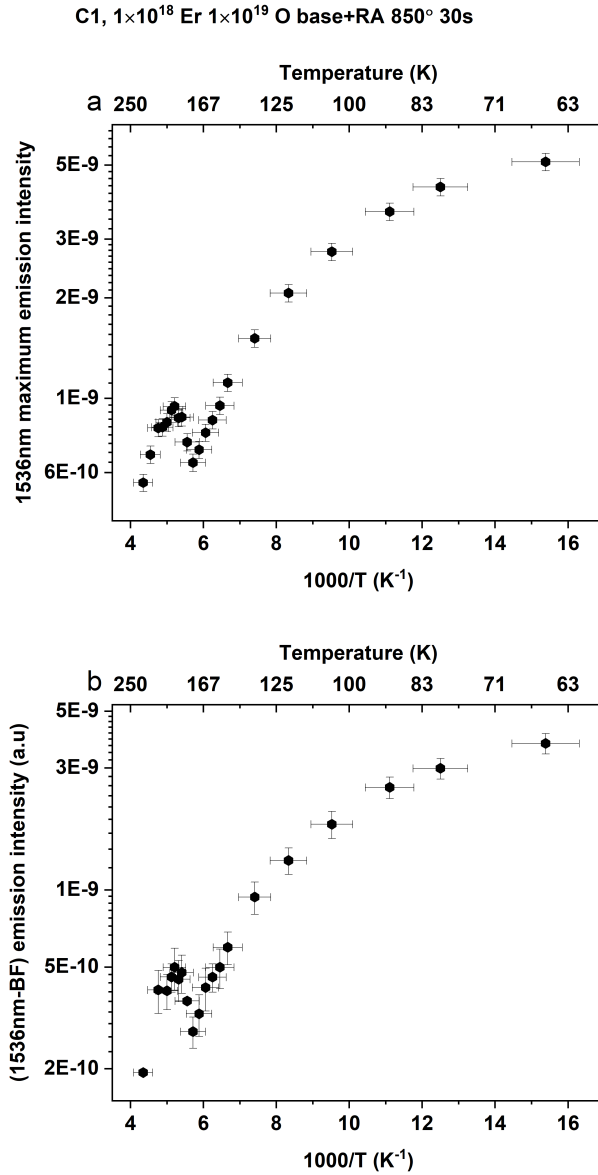 C1, 1×10¹⁸ Er 1×10¹⁹ O base+RA 850° 30s
Temperature (K)
a
250 167 125 100 83 71 63
1536nm maximum emission intensity
5E-9
3E-9
2E-9
1E-9
6E-10
4 6 8 10 12 14 16
1000/T (K⁻¹)
Temperature (K)
b
250 167 125 100 83 71 63
(1536nm-BF) emission intensity (a.u)
5E-9
3E-9
1E-9
5E-10
2E-10
4 6 8 10 12 14 16
1000/T (K⁻¹)